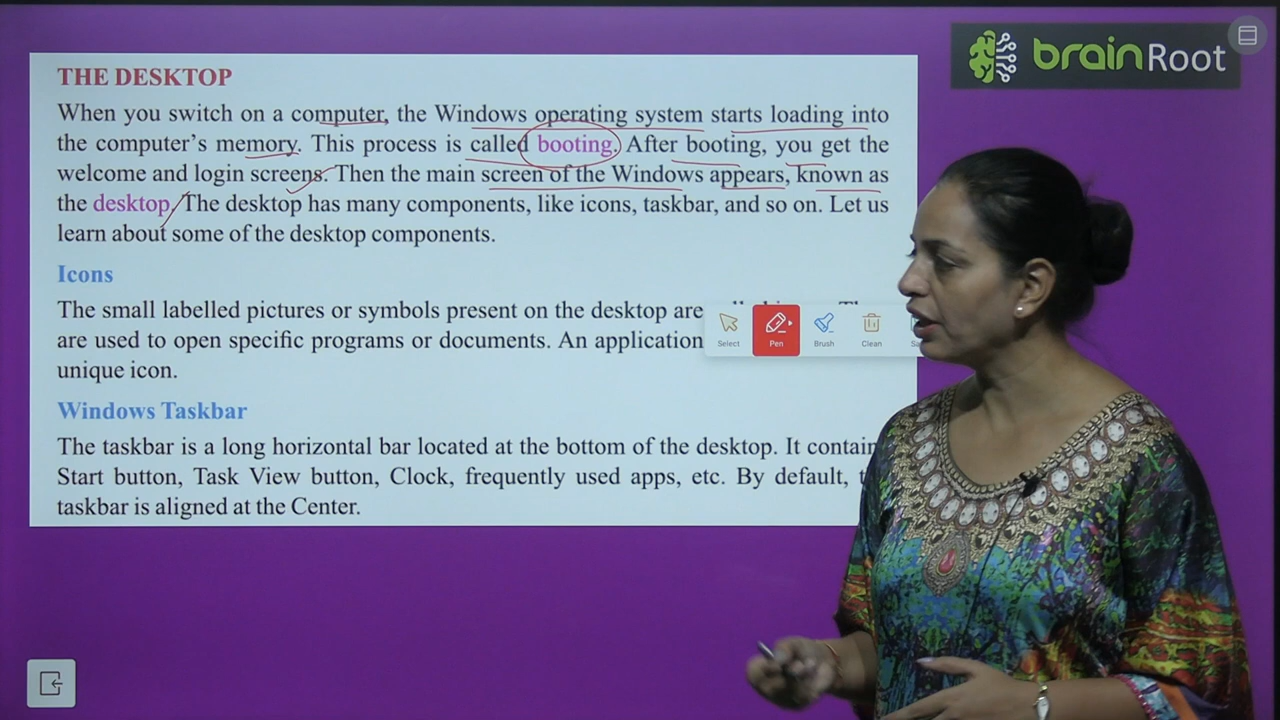 brainRoot
THE DESKTOP
When you switch on a computer, the Windows operating system starts loading into
the computer's memory. This process is called booting. After booting, you get the
welcome and login screens. Then the main screen of the Windows appears, known as
the desktop. The desktop has many components, like icons, taskbar, and so on. Let us
learn about some of the desktop components.
Icons
The small labelled pictures or symbols present on the desktop are
are used to open specific programs or documents. An application
unique icon.
Select Pen Brush Clean
Windows Taskbar
The taskbar is a long horizontal bar located at the bottom of the desktop. It contain
Start button, Task View button, Clock, frequently used apps, etc. By default,
taskbar is aligned at the Center.